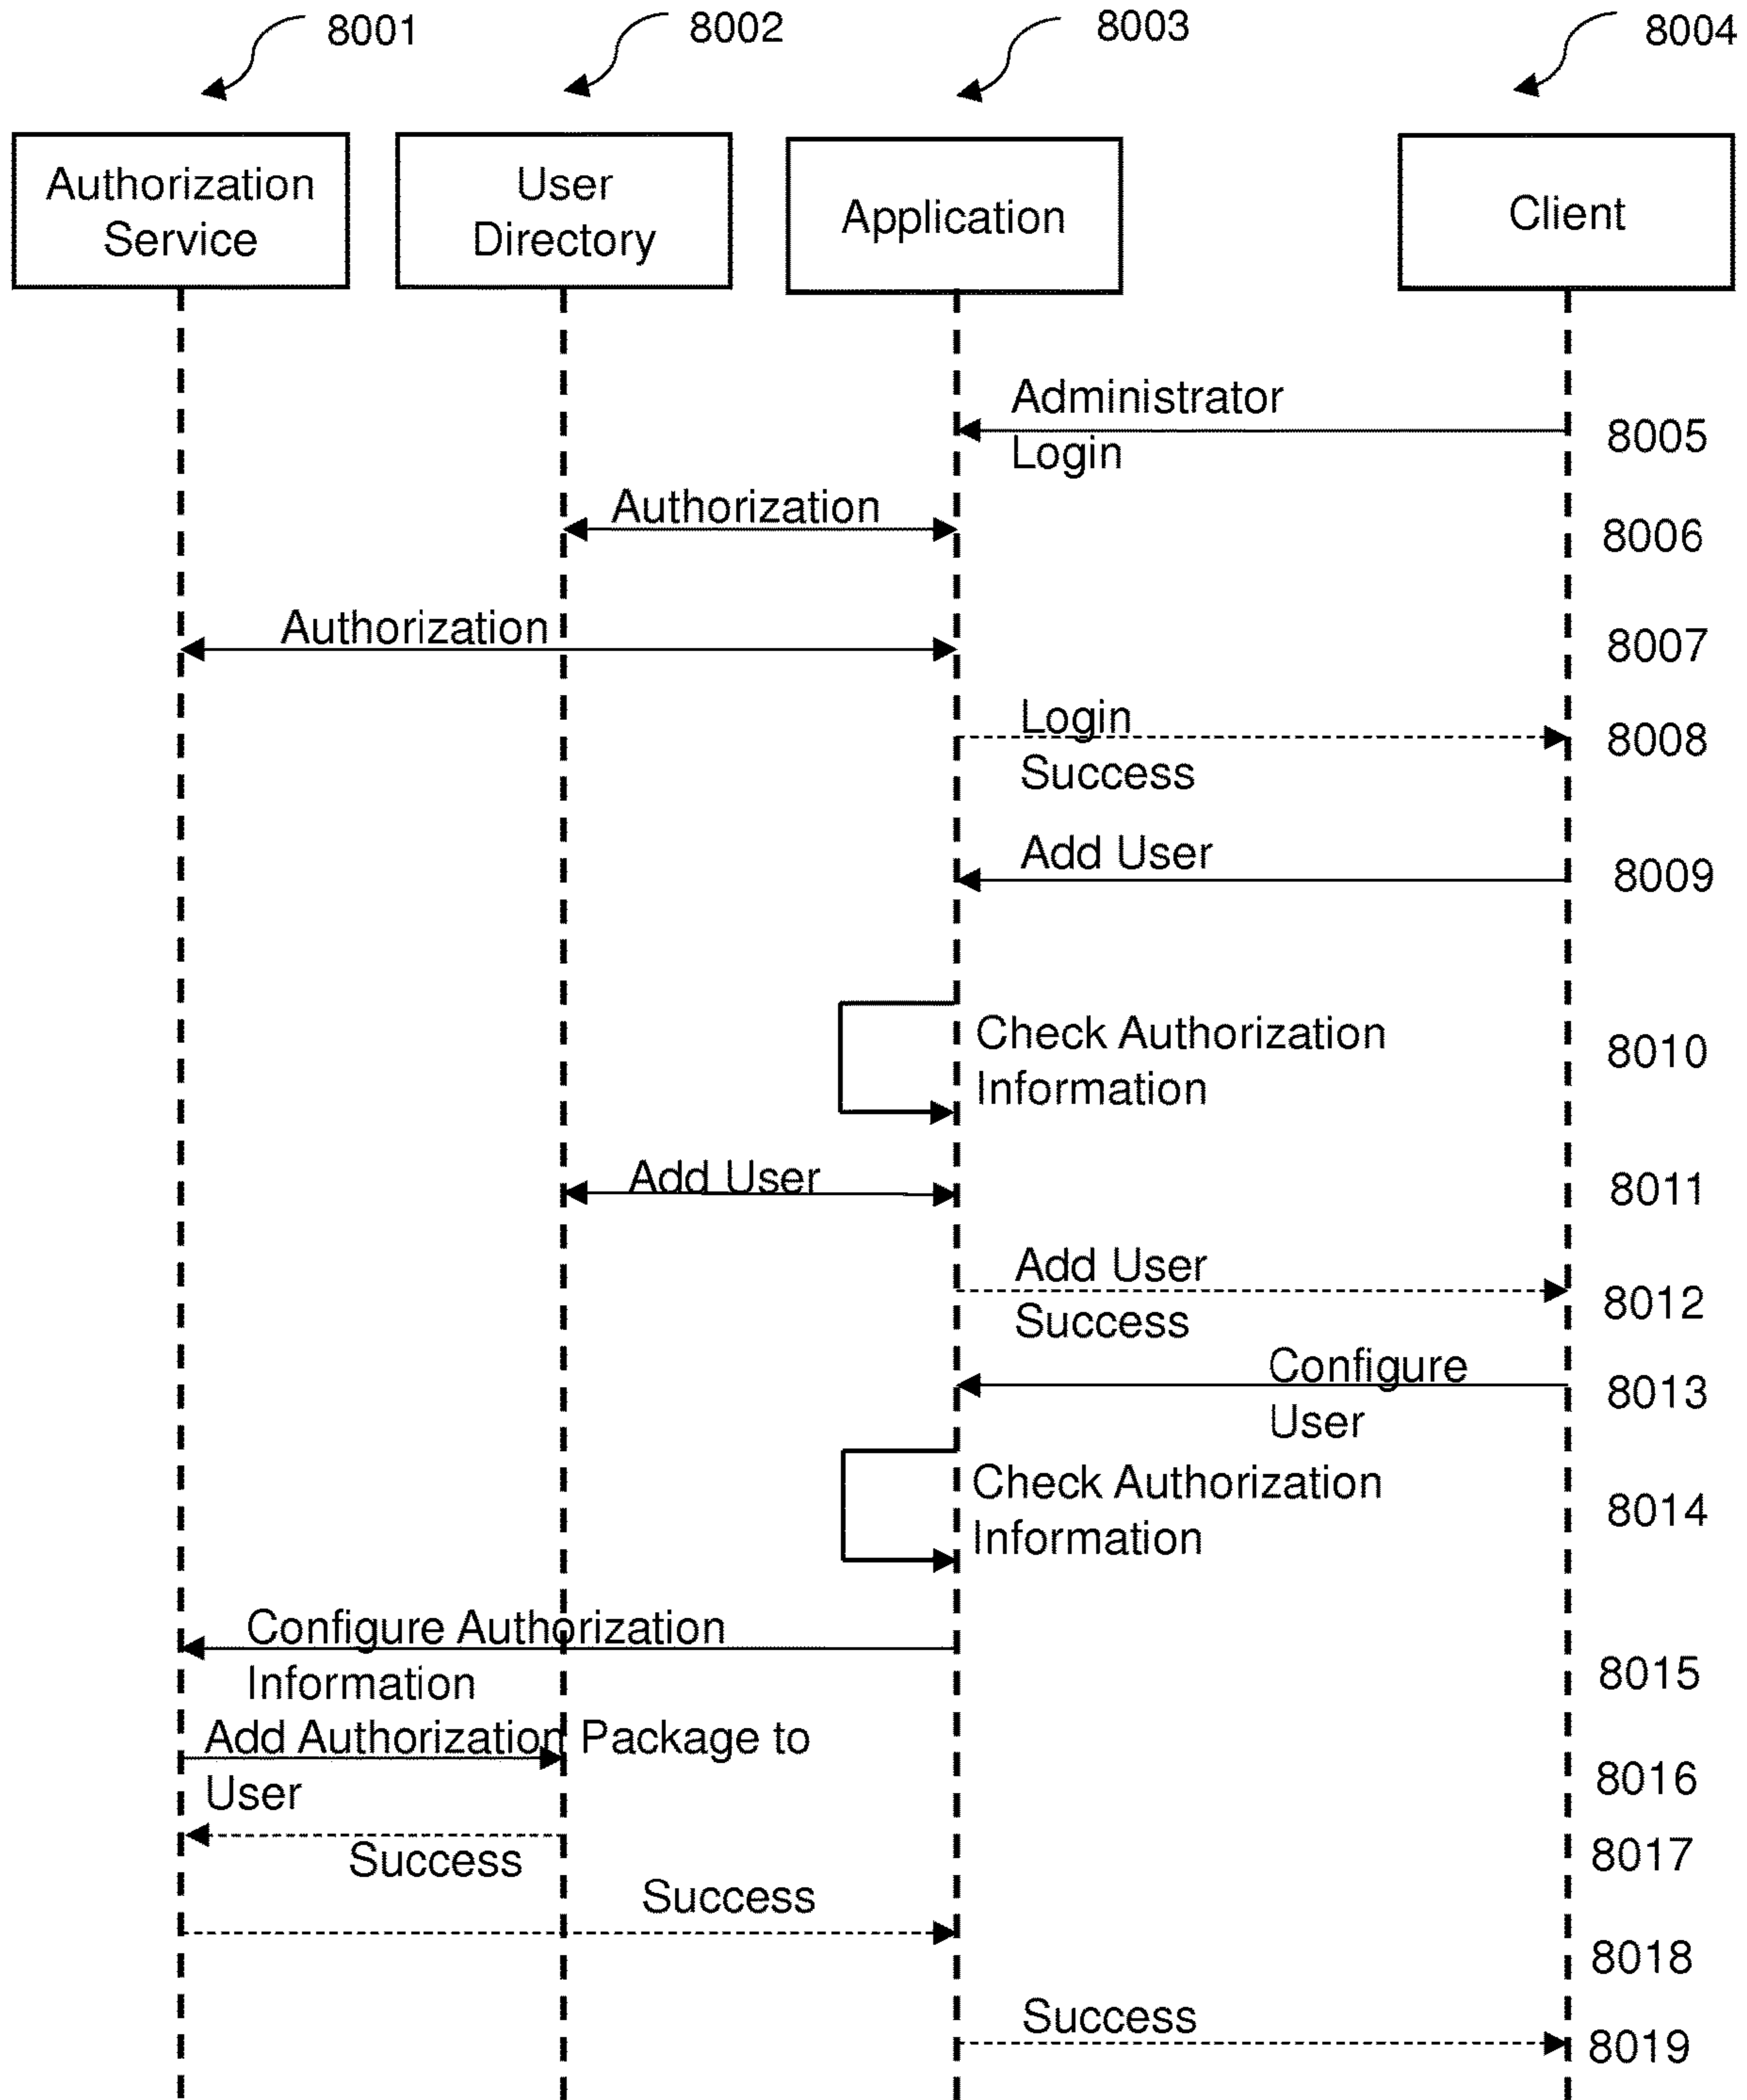 8001
8002
8003
8004
Authorization
Service
User
Directory
Application
Client
Administrator
Login
8005
Authorization
8006
Authorization
8007
Login
Success
8008
Add User
8009
Check Authorization
Information
8010
Add User
8011
Add User
Success
8012
Configure
User
8013
Check Authorization
Information
8014
Configure Authorization
Information
8015
Add Authorization Package to
User
8016
Success
8017
Success
8018
Success
8019